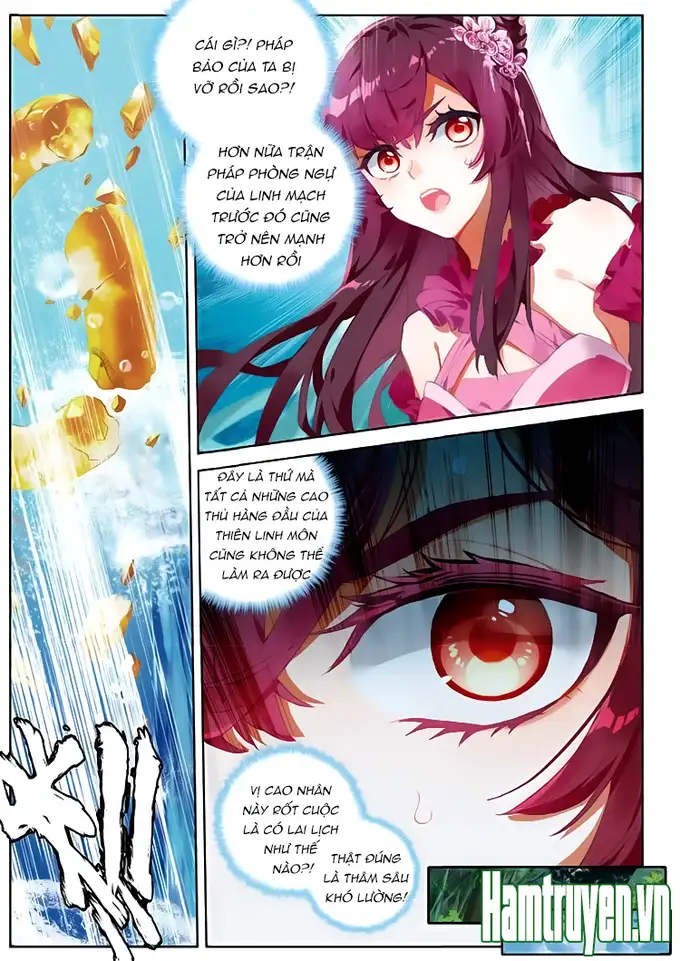 CÁI GÌ?! PHÁP
BẢO CỦA TA BỊ
VỠ RỒI SAO?!
HƠN NỮA TRẬN
PHÁP PHÒNG NGỰ
CỦA LINH MẠCH
TRƯỚC ĐÓ CŨNG
TRỞ NÊN MẠNH
HƠN RỒI
ĐÂY LÀ THỨ MÀ
TẤT CẢ NHỮNG CAO
THỦ HÀNG ĐẦU CỦA
THIÊN LINH MÔN
CŨNG KHÔNG THỂ
LÀM RA ĐƯỢC
VỊ CAO NHÂN
NÀY RỐT CUỘC
LÀ CÓ LAI LỊCH
NHƯ THẾ
NÀO?!
THẬT ĐÚNG
LÀ THÂM SÂU
KHÓ LƯỜNG!
Hamtruyen.vn